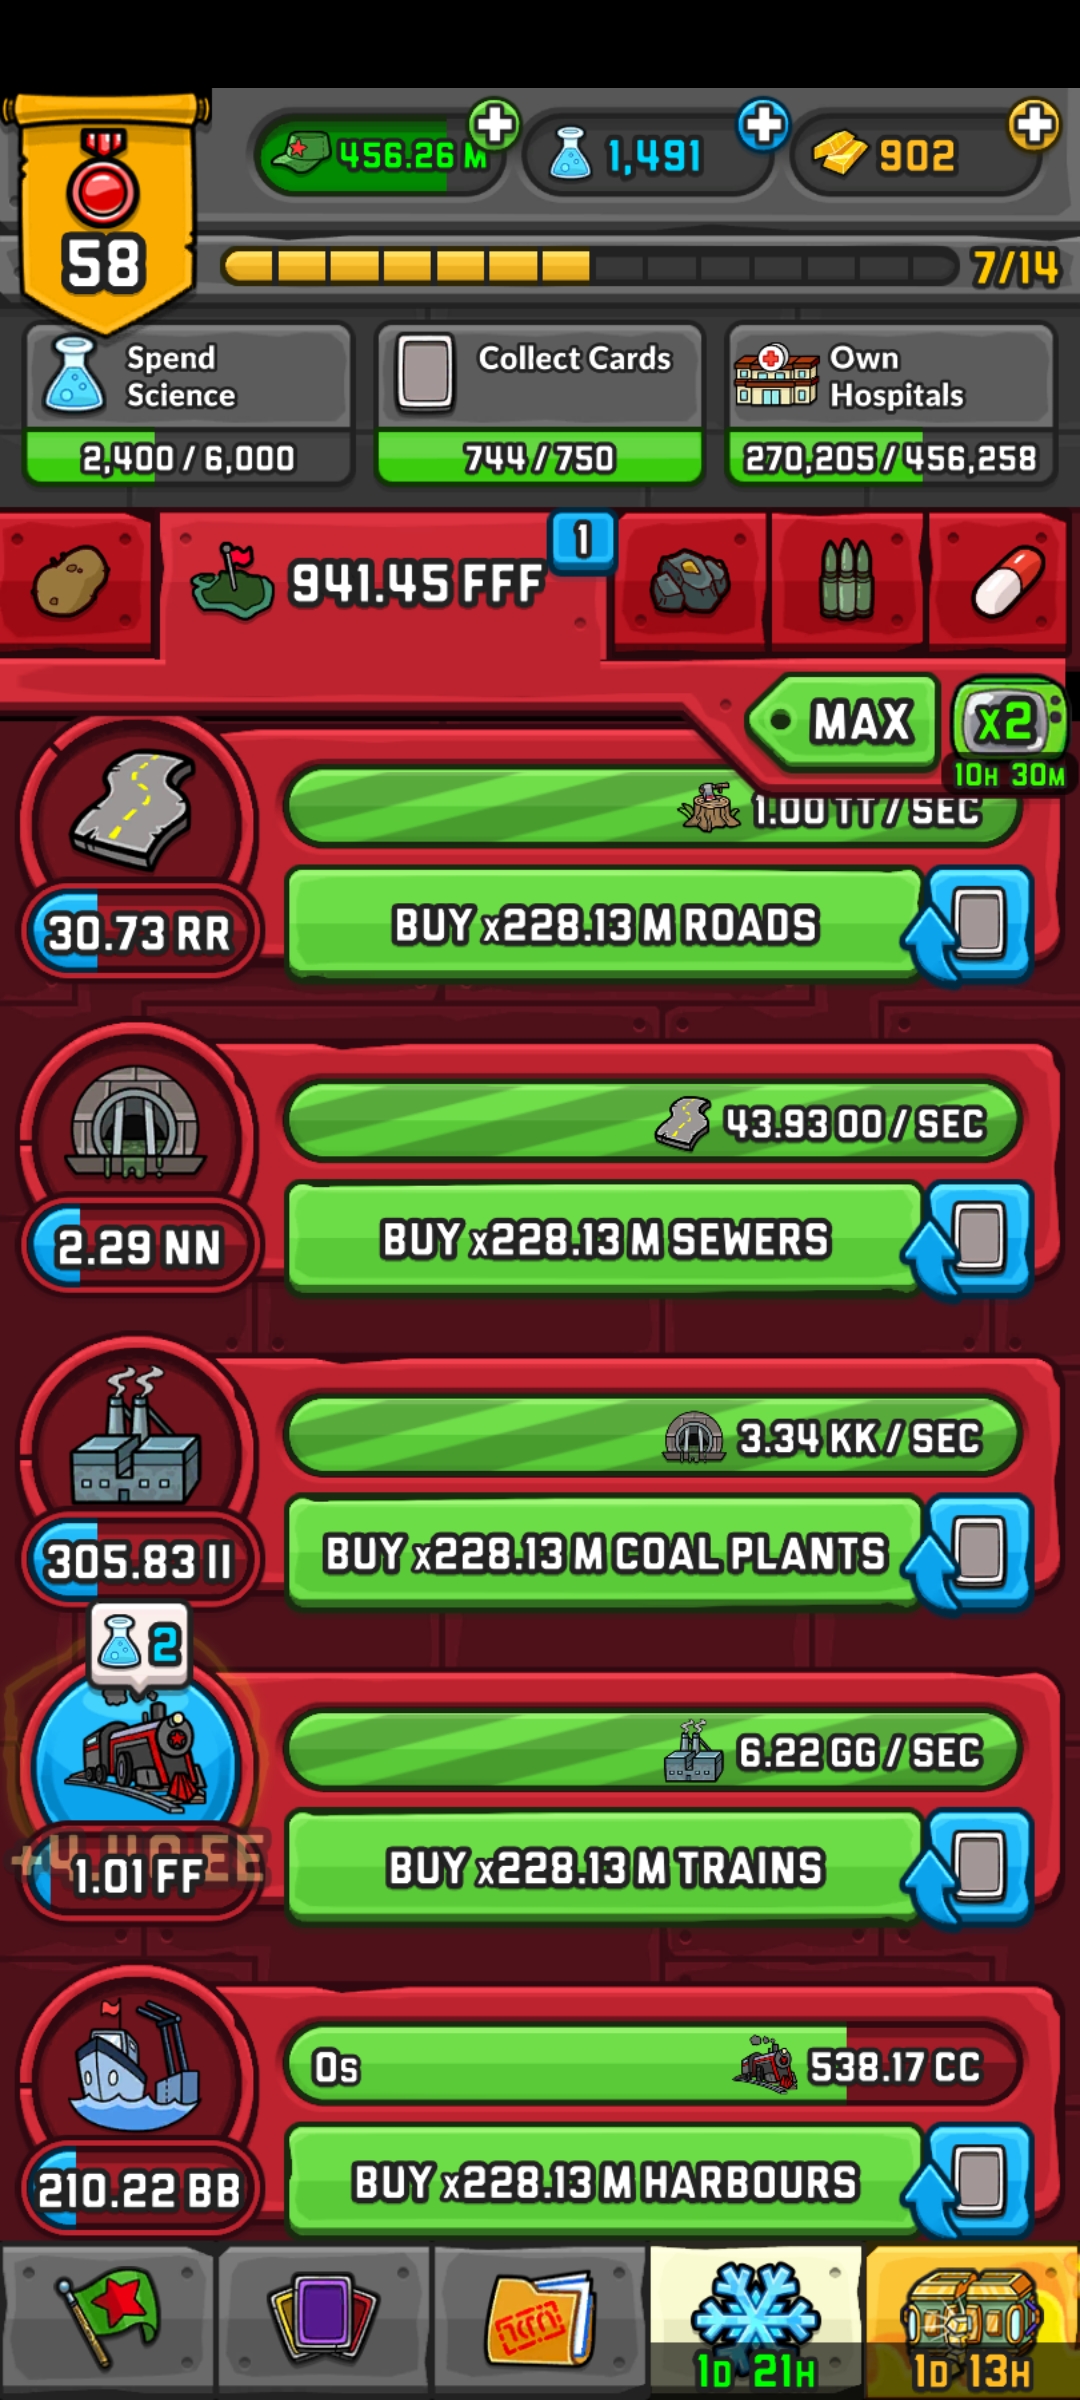 58
456.26 M
1,491
902
7/14
Spend
Science
2,400 / 6,000
Collect Cards
744 / 750
Own
Hospitals
270,205 / 456,258
941.45 FFF
1
MAX
x2
10H 30M
1.00 TT / SEC
30.73 RR
BUY x228.13 M ROADS
43.93 OO / SEC
2.29 NN
BUY x228.13 M SEWERS
3.34 KK / SEC
305.83 II
BUY x228.13 M COAL PLANTS
2
6.22 GG / SEC
1.01 FF
BUY x228.13 M TRAINS
0s
538.17 CC
210.22 BB
BUY x228.13 M HARBOURS
1D 21H
1D 13H